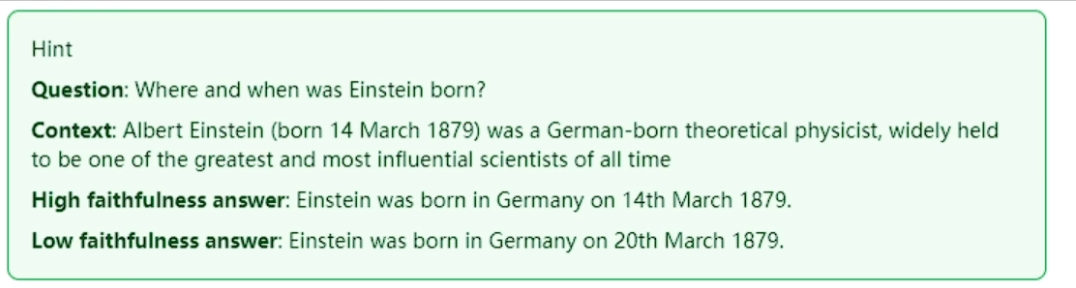 Hint
Question: Where and when was Einstein born?
Context: Albert Einstein (born 14 March 1879) was a German-born theoretical physicist, widely held
to be one of the greatest and most influential scientists of all time
High faithfulness answer: Einstein was born in Germany on 14th March 1879.
Low faithfulness answer: Einstein was born in Germany on 20th March 1879.